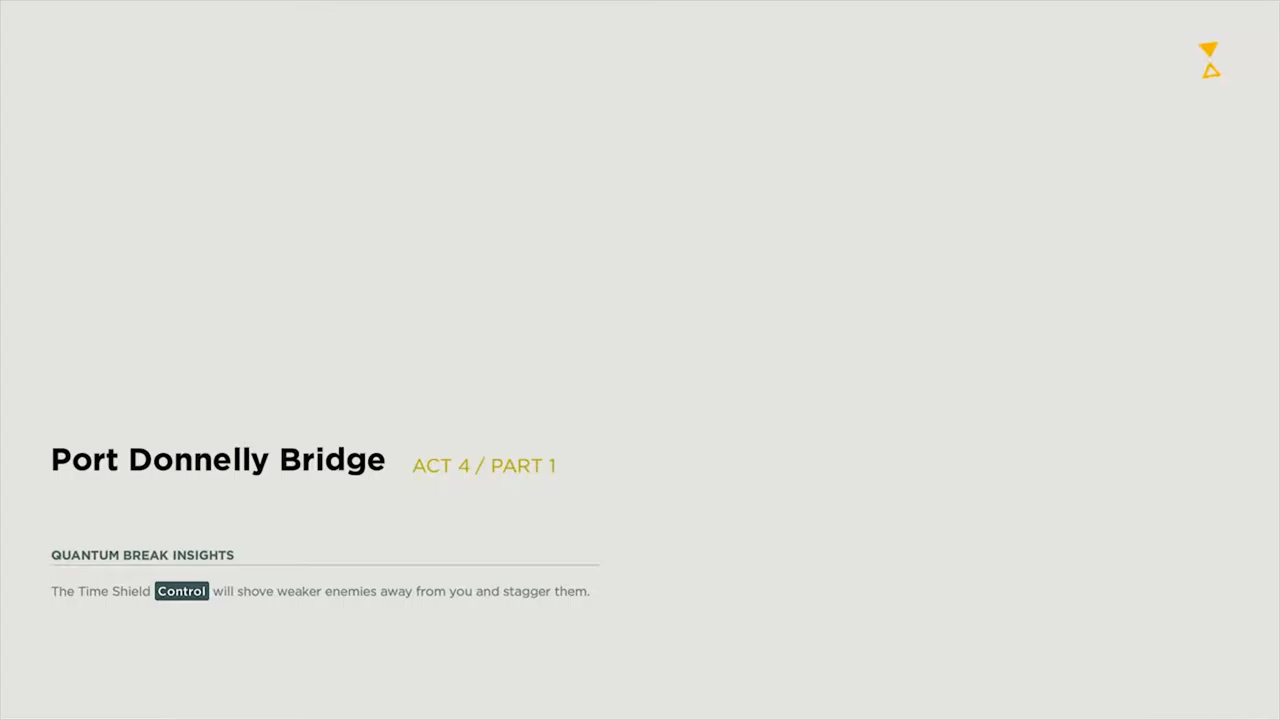 Port Donnelly Bridge ACT 4 / PART 1
QUANTUM BREAK INSIGHTS
The Time Shield Control will shove weaker enemies away from you and stagger them.